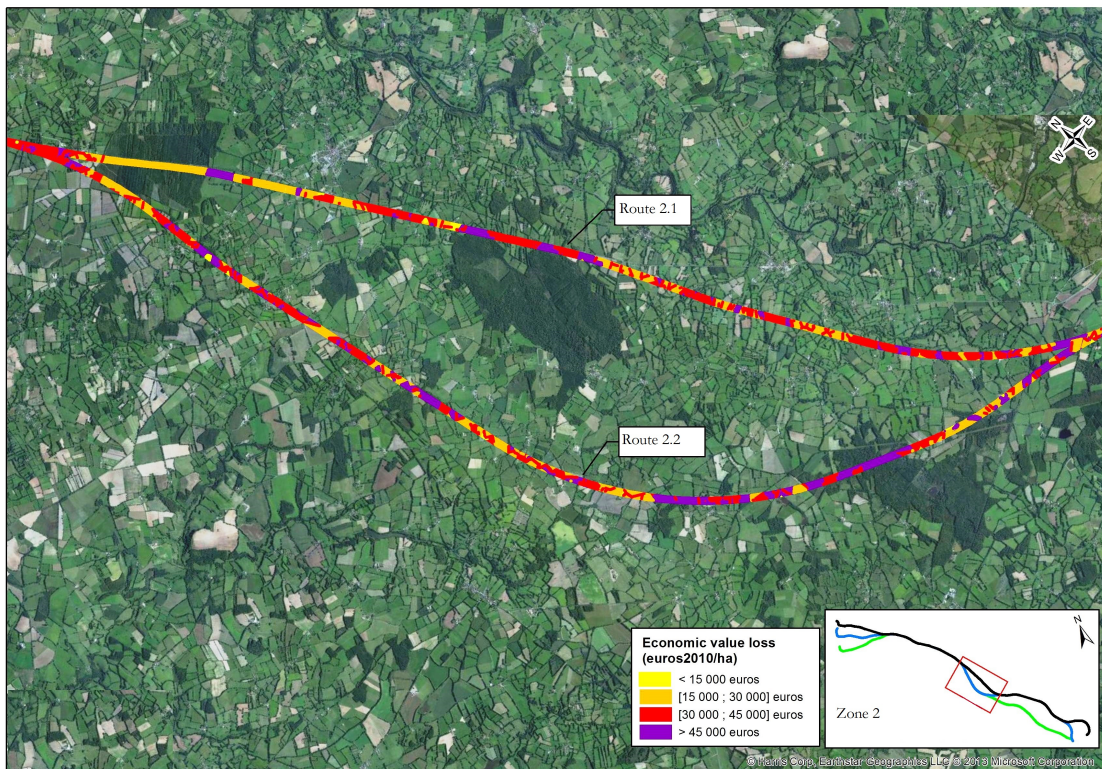 N
E
W
S
Route 2.1
Route 2.2
Economic value loss
(euros2010/ha)
< 15 000 euros
[15 000 ; 30 000] euros
[30 000 ; 45 000] euros
> 45 000 euros
N
Zone 2
© Harris Corp, Earthstar Geographics LLC © 2013 Microsoft Corporation